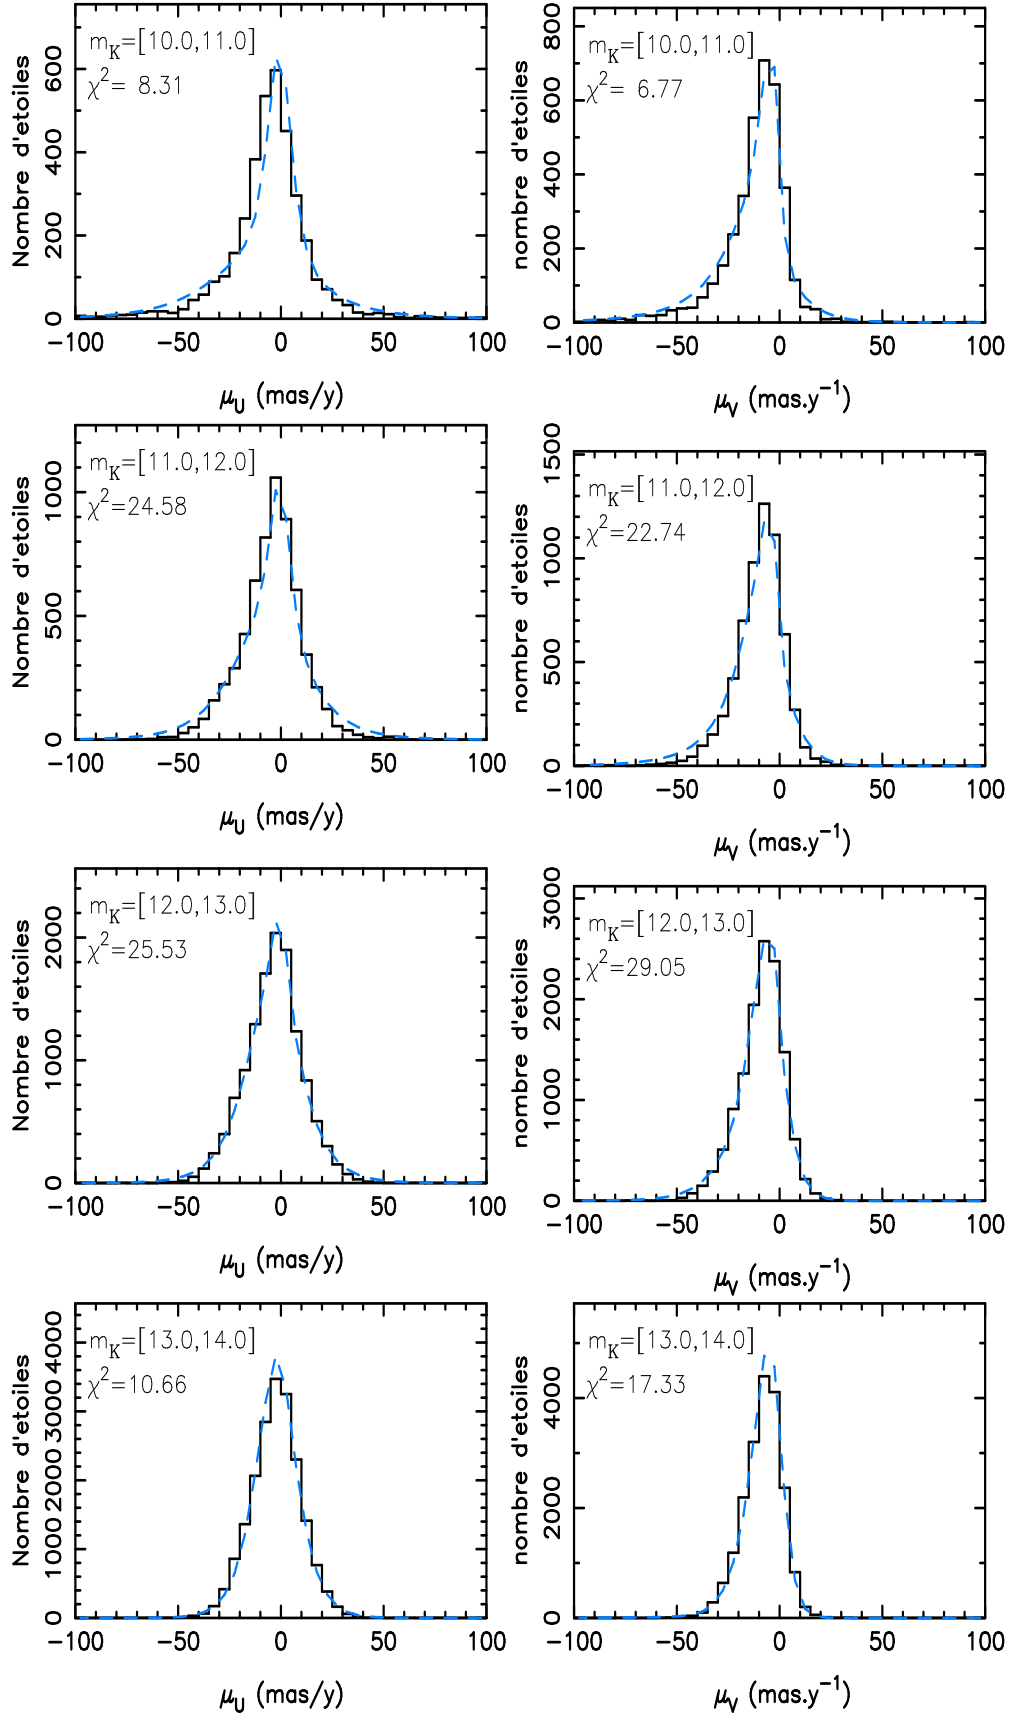 m_K=[10.0,11.0]
χ²= 8.31
Nombre d'etoiles
0 200 400 600
−100 −50 0 50 100
μ_U (mas/y)
m_K=[10.0,11.0]
χ²= 6.77
nombre d'etoiles
0 200 400 600 800
−100 −50 0 50 100
μ_V (mas.y⁻¹)
m_K=[11.0,12.0]
χ²=24.58
Nombre d'etoiles
0 500 1000
−100 −50 0 50 100
μ_U (mas/y)
m_K=[11.0,12.0]
χ²=22.74
nombre d'etoiles
0 500 1000 1500
−100 −50 0 50 100
μ_V (mas.y⁻¹)
m_K=[12.0,13.0]
χ²=25.53
Nombre d'etoiles
0 1000 2000
−100 −50 0 50 100
μ_U (mas/y)
m_K=[12.0,13.0]
χ²=29.05
nombre d'etoiles
0 1000 2000 3000
−100 −50 0 50 100
μ_V (mas.y⁻¹)
m_K=[13.0,14.0]
χ²=10.66
Nombre d'etoiles
0 1000 2000 3000 4000
−100 −50 0 50 100
μ_U (mas/y)
m_K=[13.0,14.0]
χ²=17.33
nombre d'etoiles
0 2000 4000
−100 −50 0 50 100
μ_V (mas.y⁻¹)